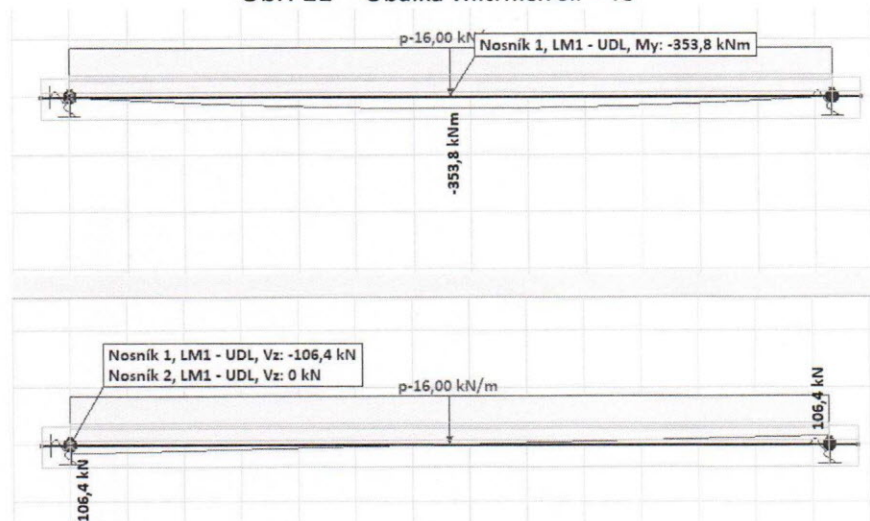 p-16,00 kN/
Nosník 1, LM1 - UDL, My: -353,8 kNm
-353,8 kNm
Nosník 1, LM1 - UDL, Vz: -106,4 kN
Nosník 2, LM1 - UDL, Vz: 0 kN
p-16,00 kN/m
106,4 kN
106,4 kN